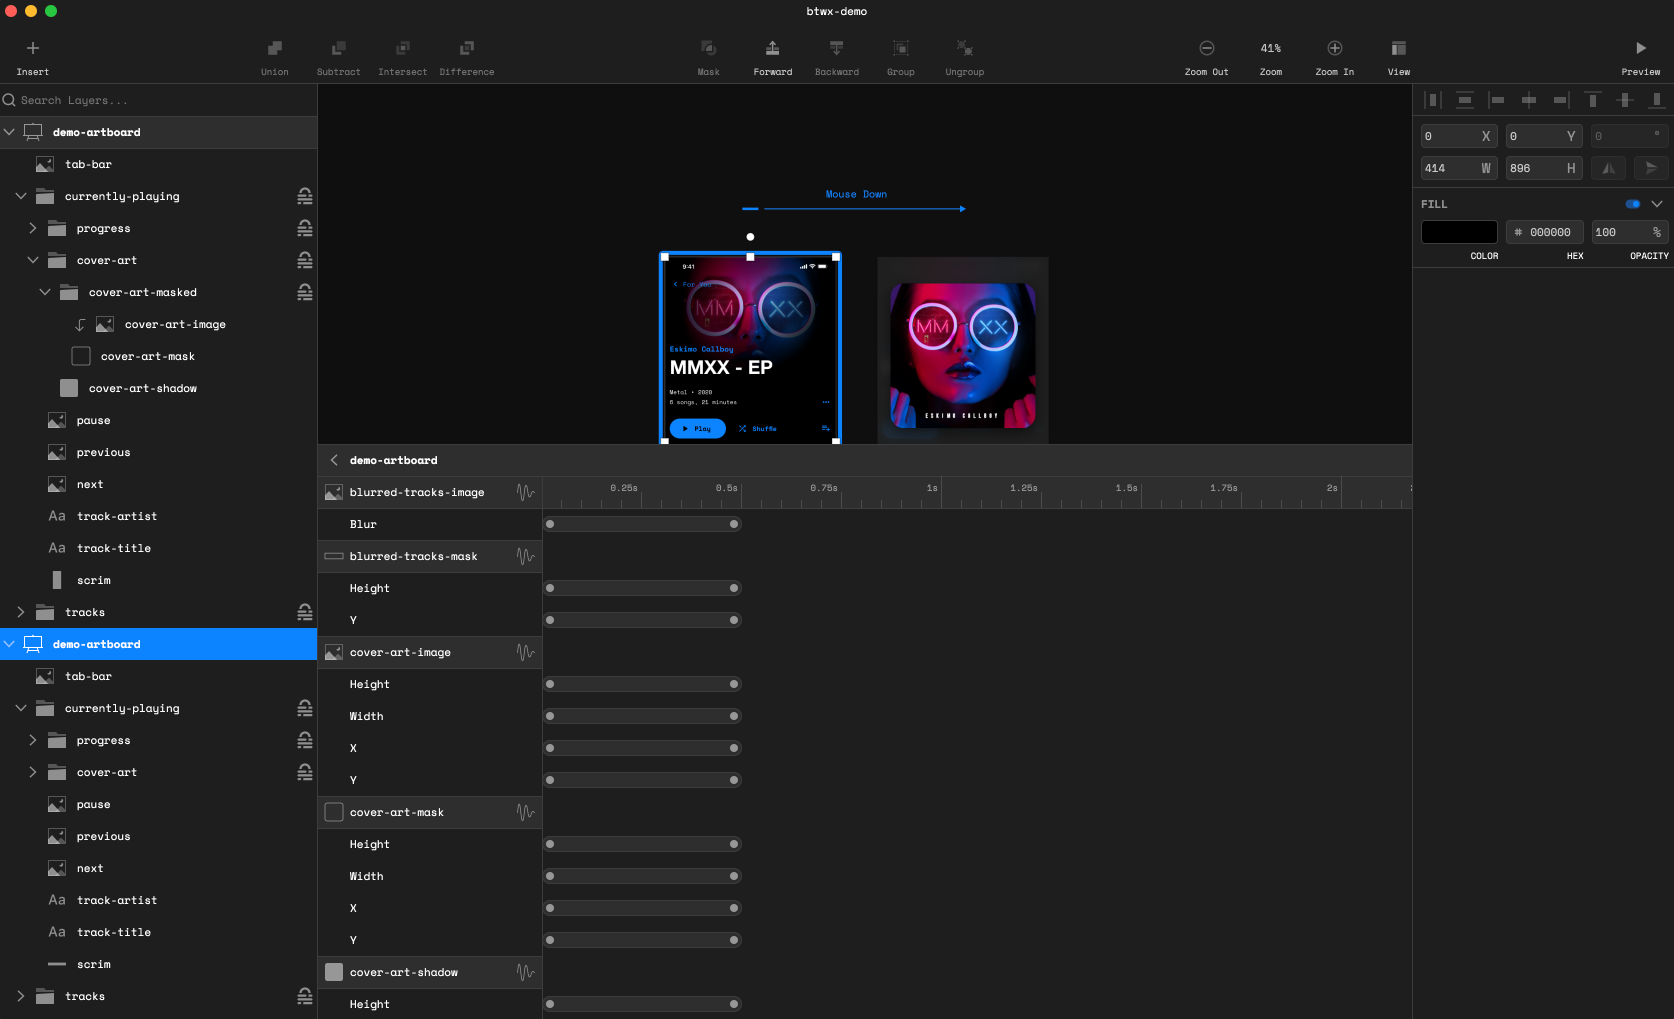 btwx-demo
Insert
Union
Subtract
Intersect
Difference
Mask
Forward
Backward
Group
Ungroup
Zoom Out
41%
Zoom
Zoom In
View
Preview
Search Layers...
demo-artboard
tab-bar
currently-playing
progress
cover-art
cover-art-masked
cover-art-image
cover-art-mask
cover-art-shadow
pause
previous
next
Aa track-artist
Aa track-title
scrim
tracks
demo-artboard
tab-bar
currently-playing
progress
cover-art
pause
previous
next
Aa track-artist
Aa track-title
scrim
tracks
Mouse Down
9:41
For You
MM XX
Eskimo Callboy
MMXX - EP
Metal • 2020
6 songs, 21 minutes
Play
Shuffle
MM XX
ESKIMO CALLBOY
demo-artboard
0.25s 0.5s 0.75s 1s 1.25s 1.5s 1.75s 2s
blurred-tracks-image
Blur
blurred-tracks-mask
Height
Y
cover-art-image
Height
Width
X
Y
cover-art-mask
Height
Width
X
Y
cover-art-shadow
Height
0 X 0 Y 0 °
414 W 896 H
FILL
# 000000 100 %
COLOR HEX OPACITY